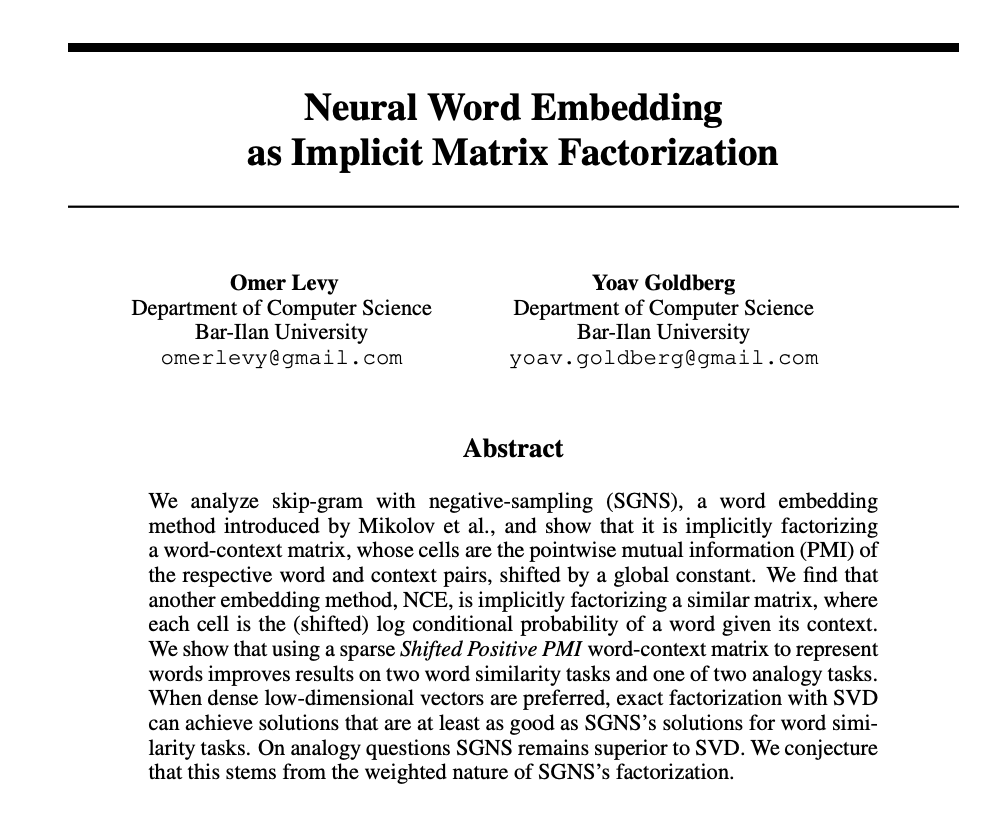 Neural Word Embedding
as Implicit Matrix Factorization
Omer Levy
Department of Computer Science
Bar-Ilan University
omerlevy@gmail.com
Yoav Goldberg
Department of Computer Science
Bar-Ilan University
yoav.goldberg@gmail.com
Abstract
We analyze skip-gram with negative-sampling (SGNS), a word embedding
method introduced by Mikolov et al., and show that it is implicitly factorizing
a word-context matrix, whose cells are the pointwise mutual information (PMI) of
the respective word and context pairs, shifted by a global constant. We find that
another embedding method, NCE, is implicitly factorizing a similar matrix, where
each cell is the (shifted) log conditional probability of a word given its context.
We show that using a sparse Shifted Positive PMI word-context matrix to represent
words improves results on two word similarity tasks and one of two analogy tasks.
When dense low-dimensional vectors are preferred, exact factorization with SVD
can achieve solutions that are at least as good as SGNS's solutions for word simi-
larity tasks. On analogy questions SGNS remains superior to SVD. We conjecture
that this stems from the weighted nature of SGNS's factorization.